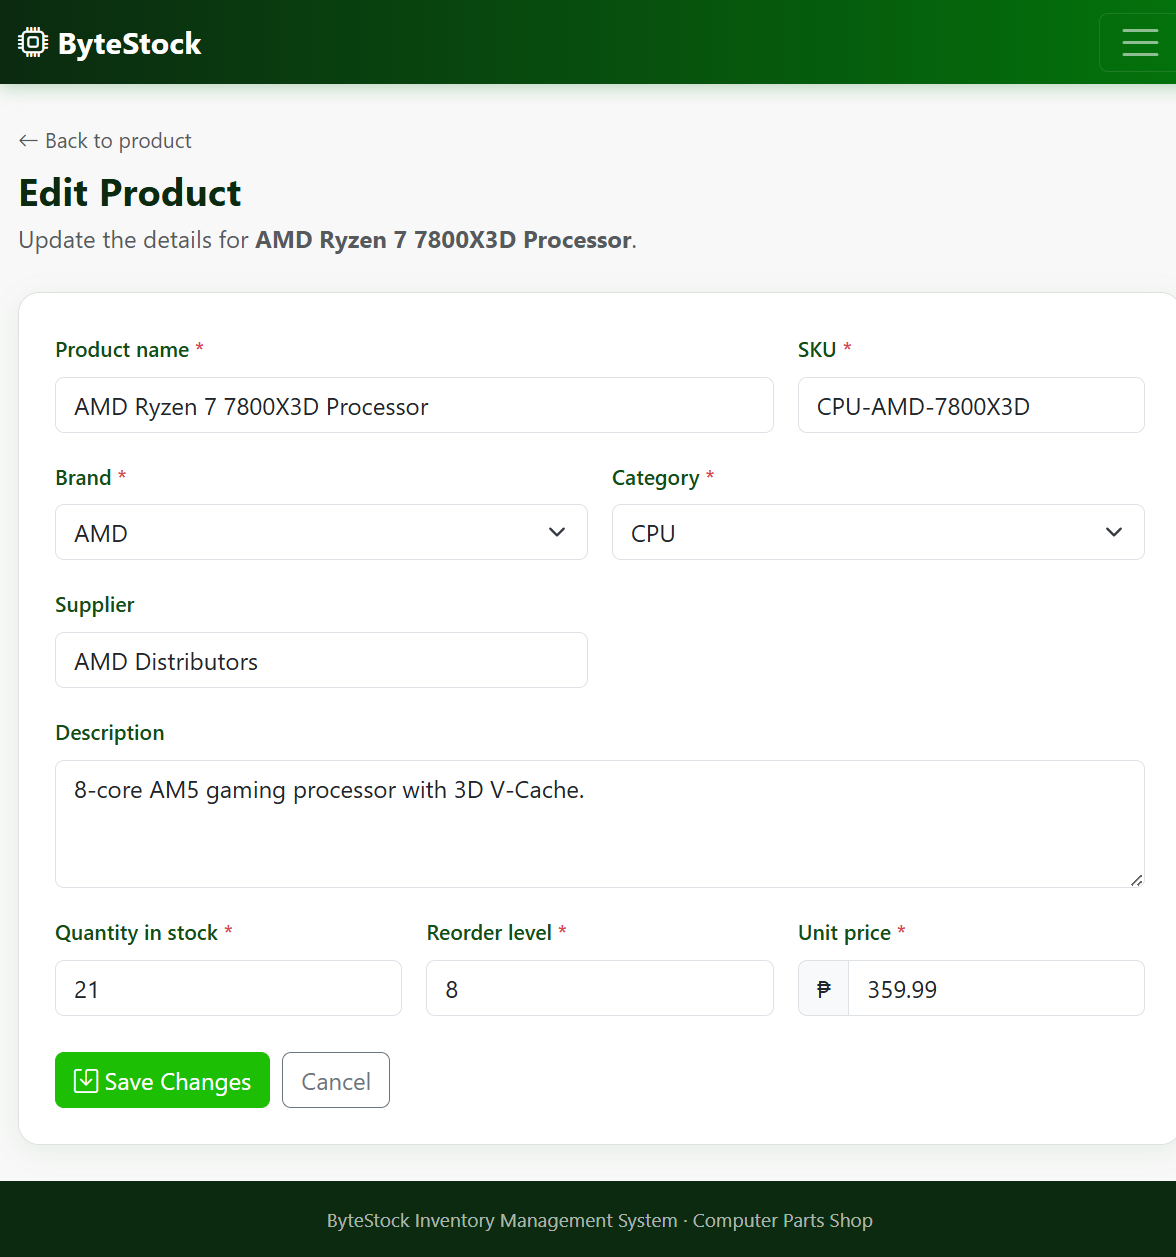 ByteStock
← Back to product
Edit Product
Update the details for AMD Ryzen 7 7800X3D Processor.
Product name * SKU *
AMD Ryzen 7 7800X3D Processor CPU-AMD-7800X3D
Brand * Category *
AMD CPU
Supplier
AMD Distributors
Description
8-core AM5 gaming processor with 3D V-Cache.
Quantity in stock * Reorder level * Unit price *
21 8 ₱ 359.99
Save Changes Cancel
ByteStock Inventory Management System · Computer Parts Shop